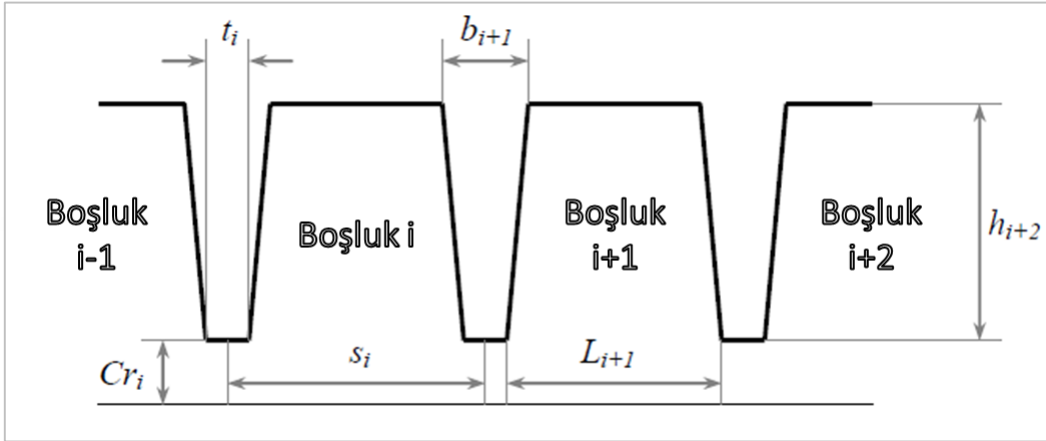 t_i
b_{i+1}
Boşluk
i-1
Boşluk i
Boşluk
i+1
Boşluk
i+2
h_{i+2}
Cr_i
s_i
L_{i+1}